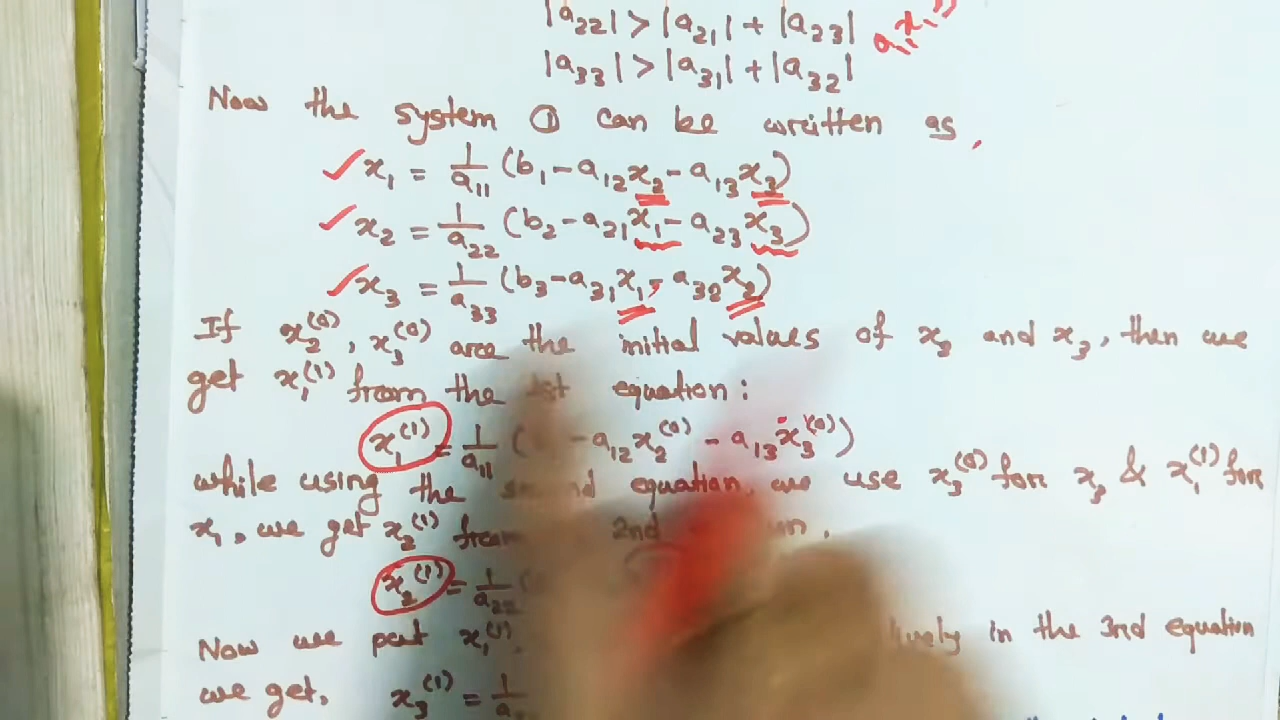 |a₂₂| > |a₂₁| + |a₂₃|
a₁₁x₁⁽¹⁾
|a₃₃| > |a₃₁| + |a₃₂|
Now the system ① can be written as,
✓ x₁ = 1/a₁₁ (b₁ - a₁₂x₂ - a₁₃x₃)
✓ x₂ = 1/a₂₂ (b₂ - a₂₁x₁ - a₂₃x₃)
✓ x₃ = 1/a₃₃ (b₃ - a₃₁x₁ - a₃₂x₂)
If x₂⁽⁰⁾, x₃⁽⁰⁾ are the initial values of x₂ and x₃, then we
get x₁⁽¹⁾ from the 1st equation:
x₁⁽¹⁾ = 1/a₁₁ ( - a₁₂x₂⁽⁰⁾ - a₁₃x₃⁽⁰⁾)
while using the second equation, we use x₃⁽⁰⁾ for x₃ & x₁⁽¹⁾ for
x₁, we get x₂⁽¹⁾ from 2nd
x₂⁽¹⁾ = 1/a₂₂
Now we put x₁⁽¹⁾, in the 3rd equation
we get, x₃⁽¹⁾ = 1